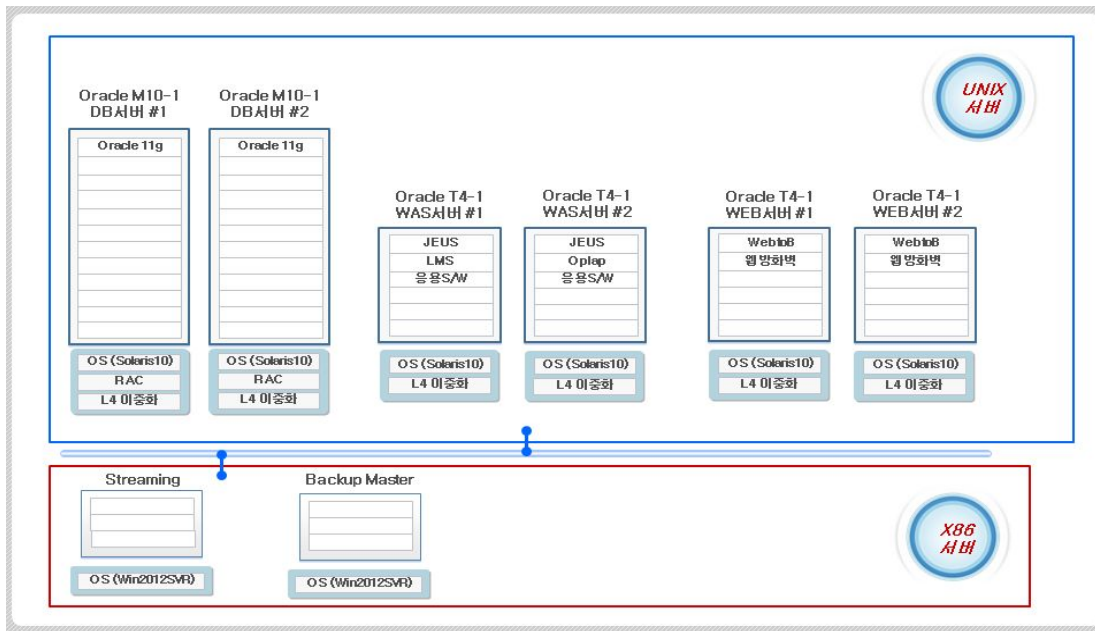 UNIX
서버
Oracle M10-1
DB서버 #1
Oracle 11g
OS (Solaris10)
RAC
L4 이중화
Oracle M10-1
DB서버 #2
Oracle 11g
OS (Solaris10)
RAC
L4 이중화
Oracle T4-1
WAS서버 #1
JEUS
LMS
응용S/W
OS (Solaris10)
L4 이중화
Oracle T4-1
WAS서버 #2
JEUS
Oplap
응용S/W
OS (Solaris10)
L4 이중화
Oracle T4-1
WEB서버 #1
WebtoB
웹 방화벽
OS (Solaris10)
L4 이중화
Oracle T4-1
WEB서버 #2
WebtoB
웹 방화벽
OS (Solaris10)
L4 이중화
Streaming
OS (Win2012SVR)
Backup Master
OS (Win2012SVR)
X86
서버